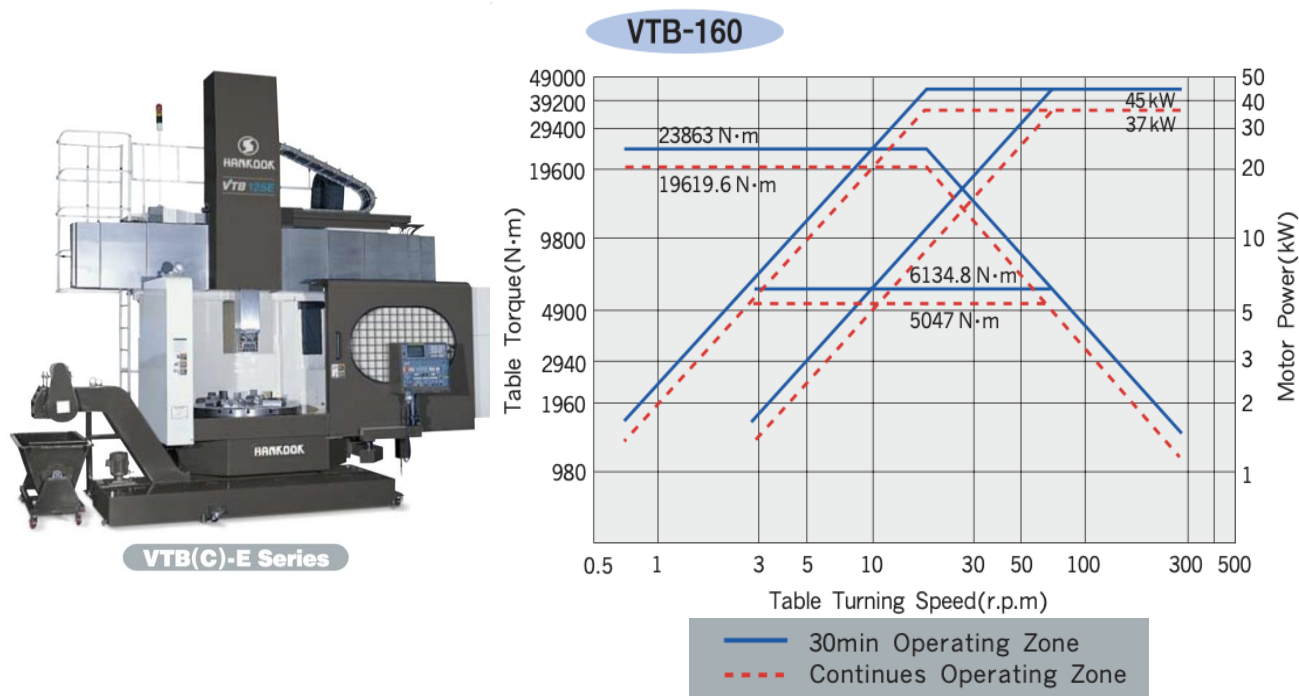 HANKOOK
VTB 125E
HANKOOK
VTB(C)-E Series
VTB-160
49000
39200
29400
19600
9800
4900
2940
1960
980
Table Torque(N·m)
23863 N·m
19619.6 N·m
6134.8 N·m
5047 N·m
45 kW
37 kW
50
40
30
20
10
5
3
2
1
Motor Power(kW)
0.5 1 3 5 10 30 50 100 300 500
Table Turning Speed(r.p.m)
30min Operating Zone
Continues Operating Zone